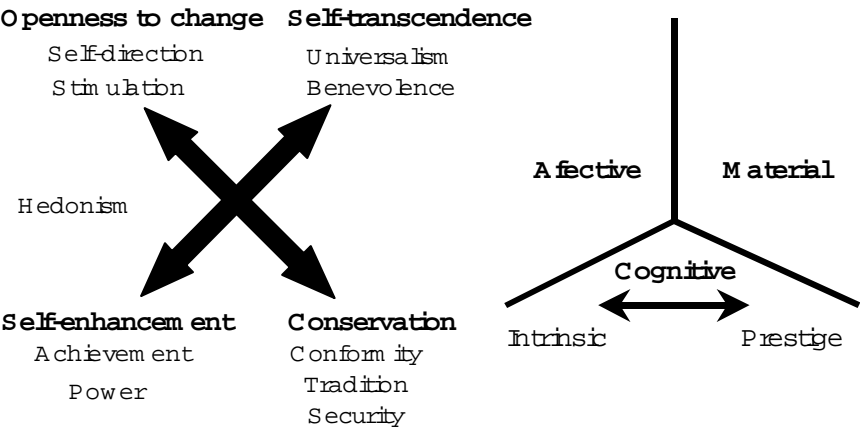 Openness to change Self-transcendence
Self-direction Universalism
Stimulation Benevolence
Afective Material
Hedonism
Cognitive
Self-enhancement Conservation
Intrinsic Prestige
Achievement Conformity
Power Tradition
Security